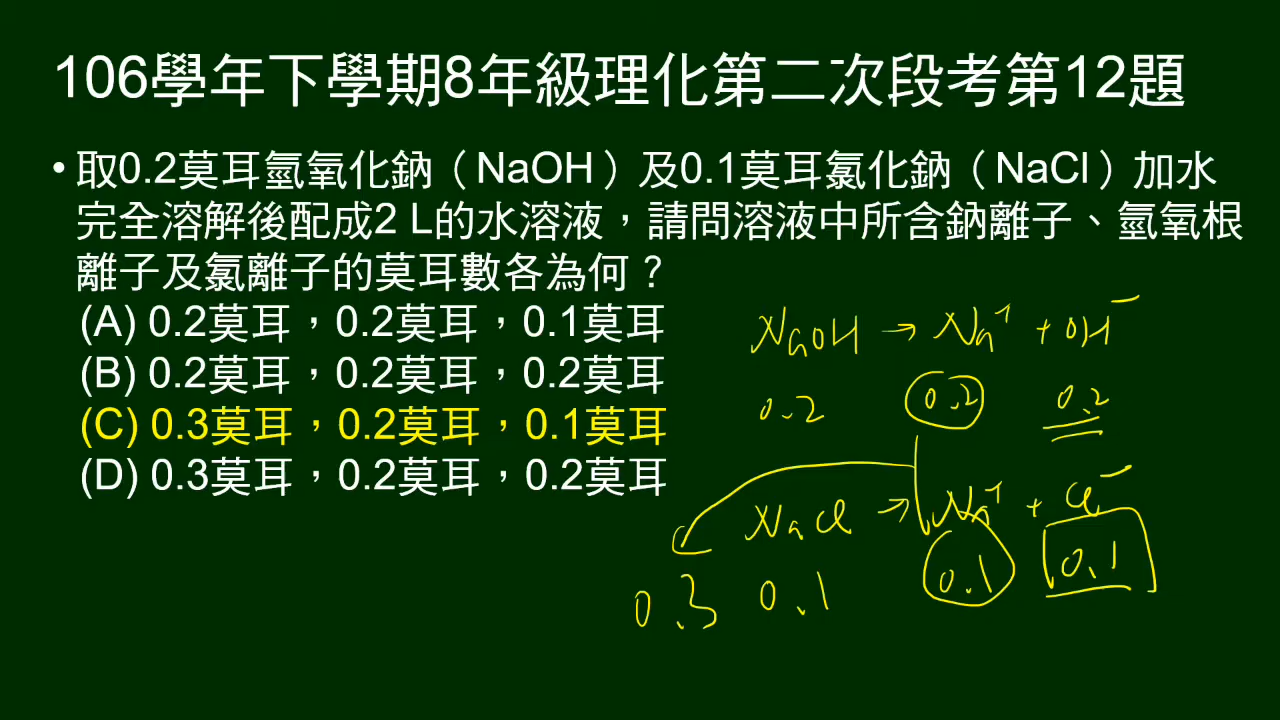 106學年下學期8年級理化第二次段考第12題
• 取0.2莫耳氫氧化鈉（NaOH）及0.1莫耳氯化鈉（NaCl）加水
完全溶解後配成2 L的水溶液，請問溶液中所含鈉離子、氫氧根
離子及氯離子的莫耳數各為何？
(A) 0.2莫耳，0.2莫耳，0.1莫耳
(B) 0.2莫耳，0.2莫耳，0.2莫耳
(C) 0.3莫耳，0.2莫耳，0.1莫耳
(D) 0.3莫耳，0.2莫耳，0.2莫耳
NaOH → Na⁺ + OH⁻
0.2 0.2 0.2
NaCl → Na⁺ + Cl⁻
0.3 0.1 0.1 0.1